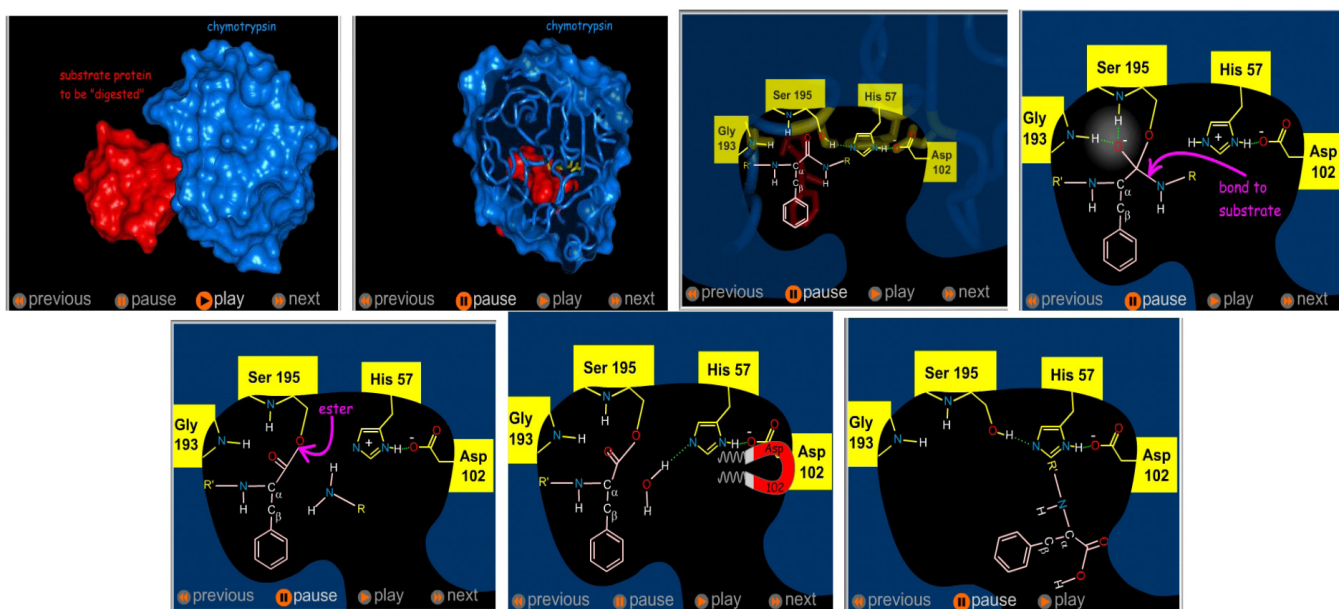 chymotrypsin
substrate protein
to be "digested"
previous pause play next
chymotrypsin
previous pause play next
Ser 195
His 57
Gly
193
Asp
102
N
H
H
N
H
O
H
N
N
H
O
-
O
R'
N
H
C
α
O
N
H
R
C
β
previous pause play next
Ser 195
His 57
Gly
193
Asp
102
N
H
N
H
O
-
O
H
N
+
N
H
O
-
O
R'
N
H
C
α
N
H
R
C
β
bond to
substrate
previous pause play next
Ser 195
His 57
Gly
193
Asp
102
ester
N
H
N
H
O
O
N
+
N
H
O
-
O
R'
N
H
C
α
H
N
H
R
C
β
previous pause play next
Ser 195
His 57
Gly
193
Asp
102
N
H
N
H
O
O
N
N
H
O
-
O
Asp
102
R'
N
H
C
α
H
O
H
C
β
previous pause play next
Ser 195
His 57
Gly
193
Asp
102
N
H
N
H
O
H
N
N
H
O
-
O
R'
N
H
C
β
C
α
O
O
H
previous pause play next